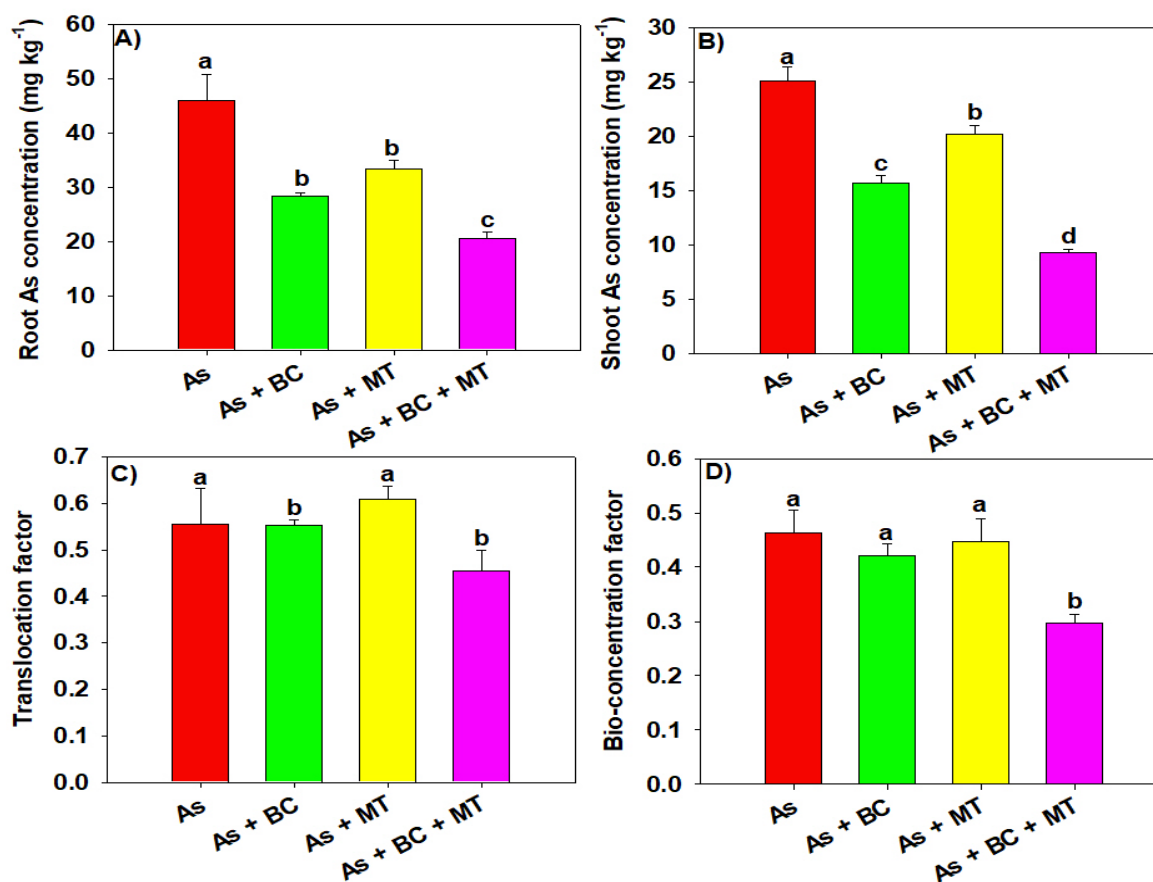 A)
Root As concentration (mg kg⁻¹)
60
50
40
30
20
10
0
a
b
b
c
As
As + BC
As + MT
As + BC + MT
B)
Shoot As concentration (mg kg⁻¹)
30
25
20
15
10
5
0
a
c
b
d
As
As + BC
As + MT
As + BC + MT
C)
Translocation factor
0.7
0.6
0.5
0.4
0.3
0.2
0.1
0.0
a
b
a
b
As
As + BC
As + MT
As + BC + MT
D)
Bio-concentration factor
0.6
0.5
0.4
0.3
0.2
0.1
0.0
a
a
a
b
As
As + BC
As + MT
As + BC + MT